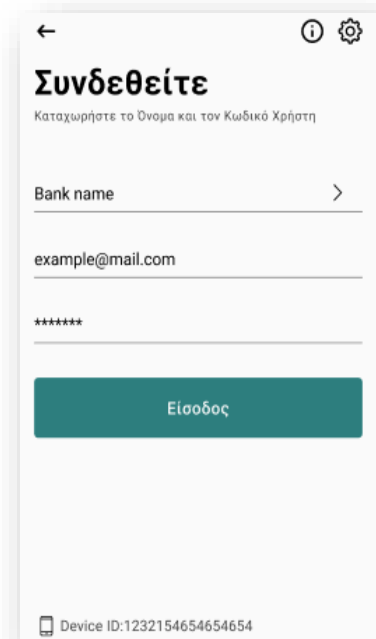 Συνδεθείτε
Καταχωρήστε το Όνομα και τον Κωδικό Χρήστη
Bank name
example@mail.com
*******
Είσοδος
Device ID:1232154654654654